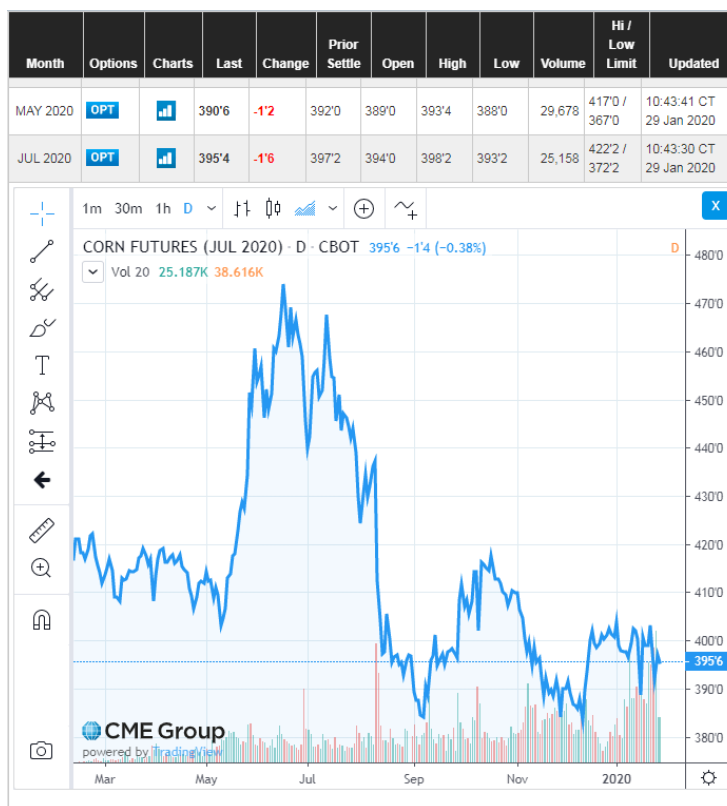 Month Options Charts Last Change Prior Settle Open High Low Volume Hi / Low Limit Updated
MAY 2020 OPT 390'6 -1'2 392'0 389'0 393'4 388'0 29,678 417'0 / 367'0 10:43:41 CT 29 Jan 2020
JUL 2020 OPT 395'4 -1'6 397'2 394'0 398'2 393'2 25,158 422'2 / 372'2 10:43:30 CT 29 Jan 2020
1m 30m 1h D X
CORN FUTURES (JUL 2020) · D · CBOT 395'6 −1'4 (−0.38%) D
Vol 20 25.187K 38.616K
T
480'0
470'0
460'0
450'0
440'0
430'0
420'0
410'0
400'0
395'6
390'0
380'0
CME Group
powered by TradingView
Mar May Jul Sep Nov 2020